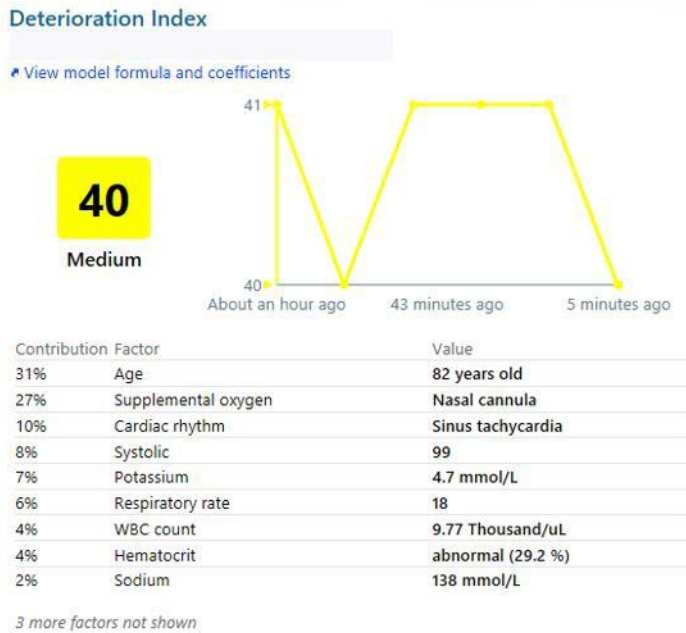 Deterioration Index
View model formula and coefficients
41
40
Medium
40
About an hour ago 43 minutes ago 5 minutes ago
Contribution Factor Value
31% Age 82 years old
27% Supplemental oxygen Nasal cannula
10% Cardiac rhythm Sinus tachycardia
8% Systolic 99
7% Potassium 4.7 mmol/L
6% Respiratory rate 18
4% WBC count 9.77 Thousand/uL
4% Hematocrit abnormal (29.2 %)
2% Sodium 138 mmol/L
3 more factors not shown